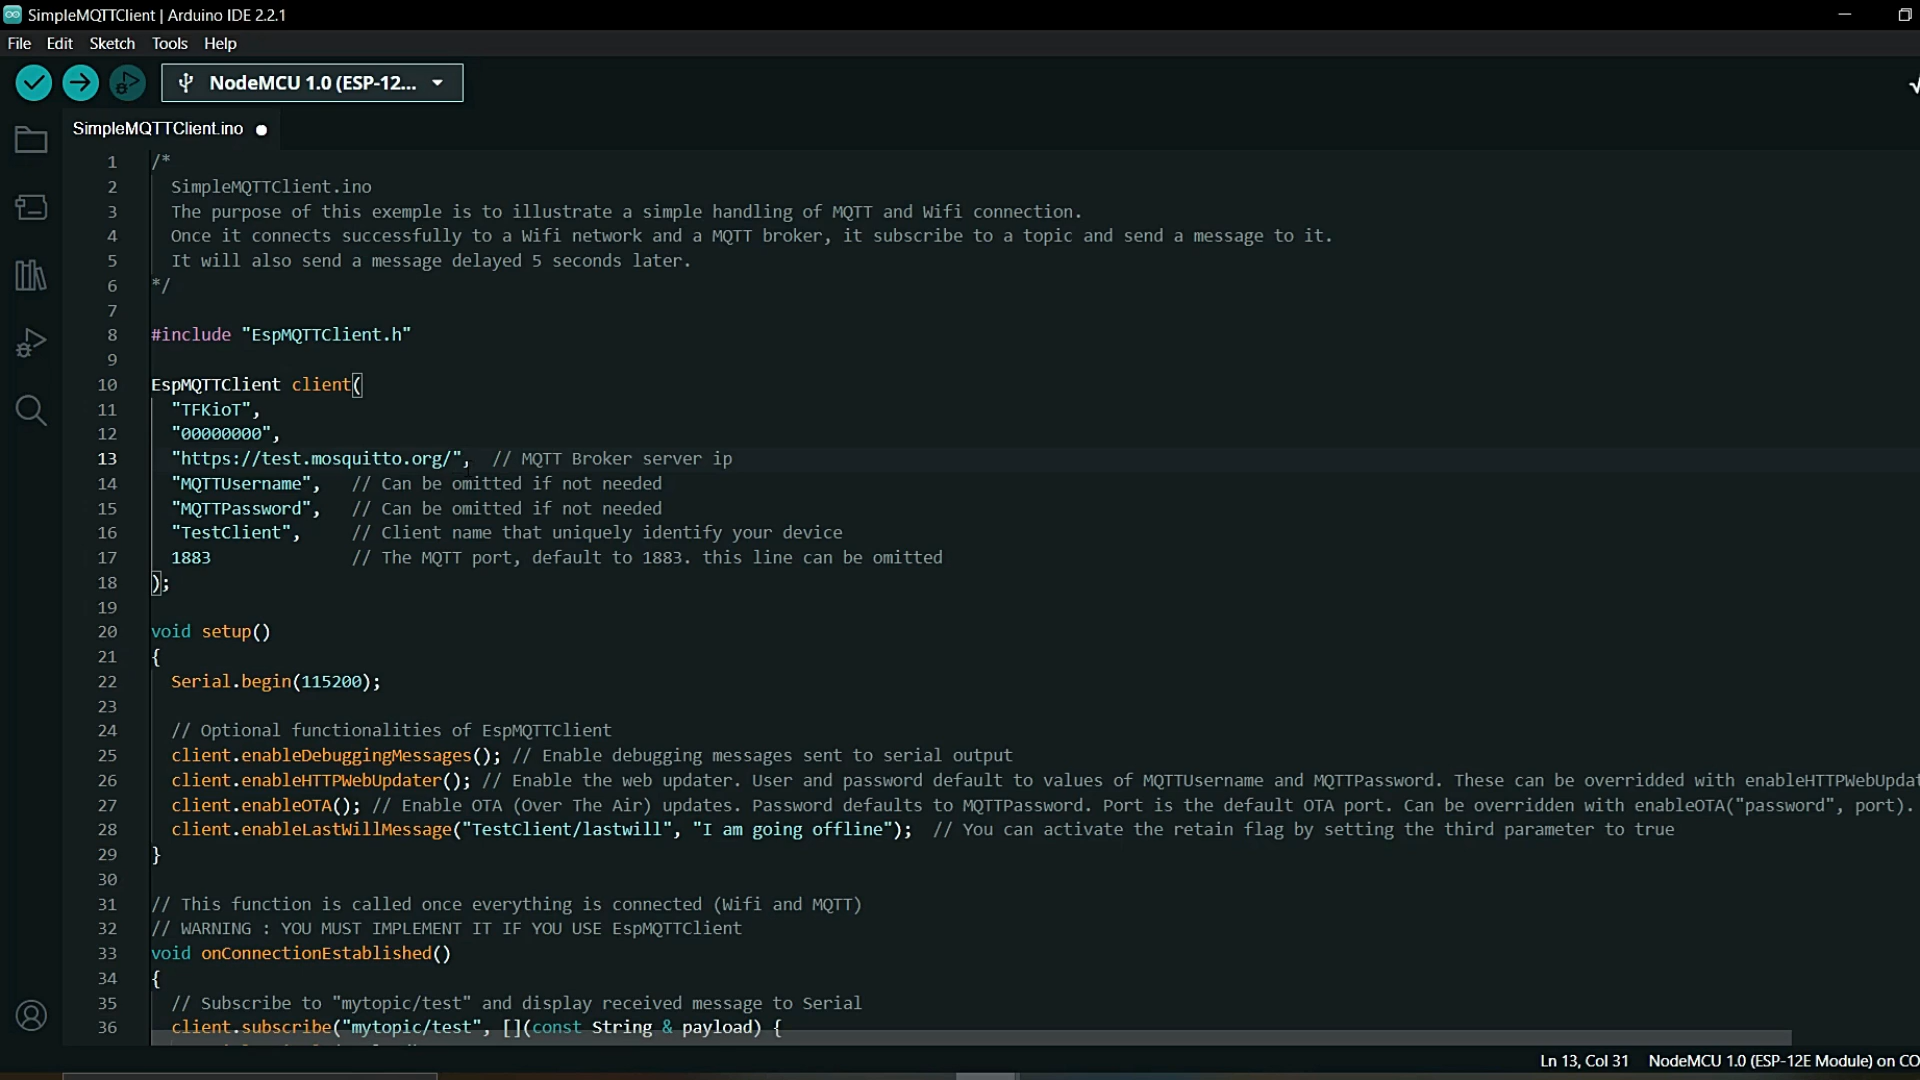 SimpleMQTTClient | Arduino IDE 2.2.1
File Edit Sketch Tools Help
NodeMCU 1.0 (ESP-12...
SimpleMQTTClient.ino
1 /*
2 SimpleMQTTClient.ino
3 The purpose of this exemple is to illustrate a simple handling of MQTT and Wifi connection.
4 Once it connects successfully to a Wifi network and a MQTT broker, it subscribe to a topic and send a message to it.
5 It will also send a message delayed 5 seconds later.
6 */
7
8 #include "EspMQTTClient.h"
9
10 EspMQTTClient client(
11 "TFKioT",
12 "00000000",
13 "https://test.mosquitto.org/", // MQTT Broker server ip
14 "MQTTUsername", // Can be omitted if not needed
15 "MQTTPassword", // Can be omitted if not needed
16 "TestClient", // Client name that uniquely identify your device
17 1883 // The MQTT port, default to 1883. this line can be omitted
18 );
19
20 void setup()
21 {
22 Serial.begin(115200);
23
24 // Optional functionalities of EspMQTTClient
25 client.enableDebuggingMessages(); // Enable debugging messages sent to serial output
26 client.enableHTTPWebUpdater(); // Enable the web updater. User and password default to values of MQTTUsername and MQTTPassword. These can be overridded with enableHTTPWebUpdat
27 client.enableOTA(); // Enable OTA (Over The Air) updates. Password defaults to MQTTPassword. Port is the default OTA port. Can be overridden with enableOTA("password", port).
28 client.enableLastWillMessage("TestClient/lastwill", "I am going offline"); // You can activate the retain flag by setting the third parameter to true
29 }
30
31 // This function is called once everything is connected (Wifi and MQTT)
32 // WARNING : YOU MUST IMPLEMENT IT IF YOU USE EspMQTTClient
33 void onConnectionEstablished()
34 {
35 // Subscribe to "mytopic/test" and display received message to Serial
36 client.subscribe("mytopic/test", [](const String & payload) {
Ln 13, Col 31 NodeMCU 1.0 (ESP-12E Module) on CO